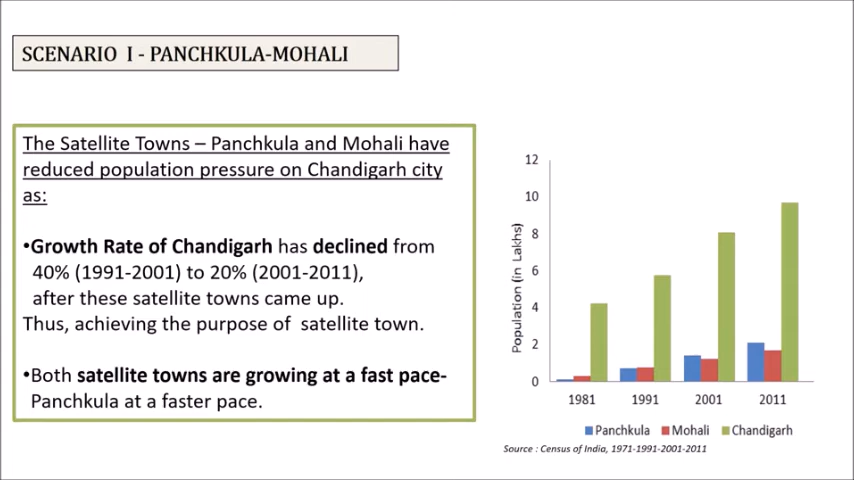 SCENARIO I - PANCHKULA-MOHALI
The Satellite Towns – Panchkula and Mohali have
reduced population pressure on Chandigarh city
as:
•Growth Rate of Chandigarh has declined from
40% (1991-2001) to 20% (2001-2011),
after these satellite towns came up.
Thus, achieving the purpose of satellite town.
•Both satellite towns are growing at a fast pace-
Panchkula at a faster pace.
Population (in Lakhs)
12
10
8
6
4
2
0
1981 1991 2001 2011
Panchkula Mohali Chandigarh
Source : Census of India, 1971-1991-2001-2011